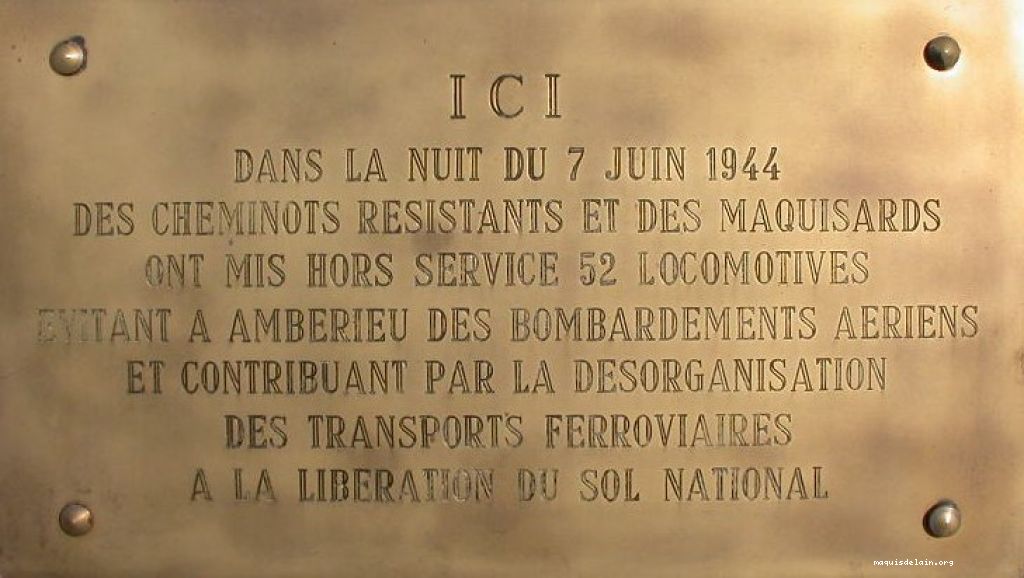 ICI
DANS LA NUIT DU 7 JUIN 1944
DES CHEMINOTS RESISTANTS ET DES MAQUISARDS
ONT MIS HORS SERVICE 52 LOCOMOTIVES
EVITANT A AMBERIEU DES BOMBARDEMENTS AERIENS
ET CONTRIBUANT PAR LA DESORGANISATION
DES TRANSPORTS FERROVIAIRES
A LA LIBERATION DU SOL NATIONAL
maquisdelain.org